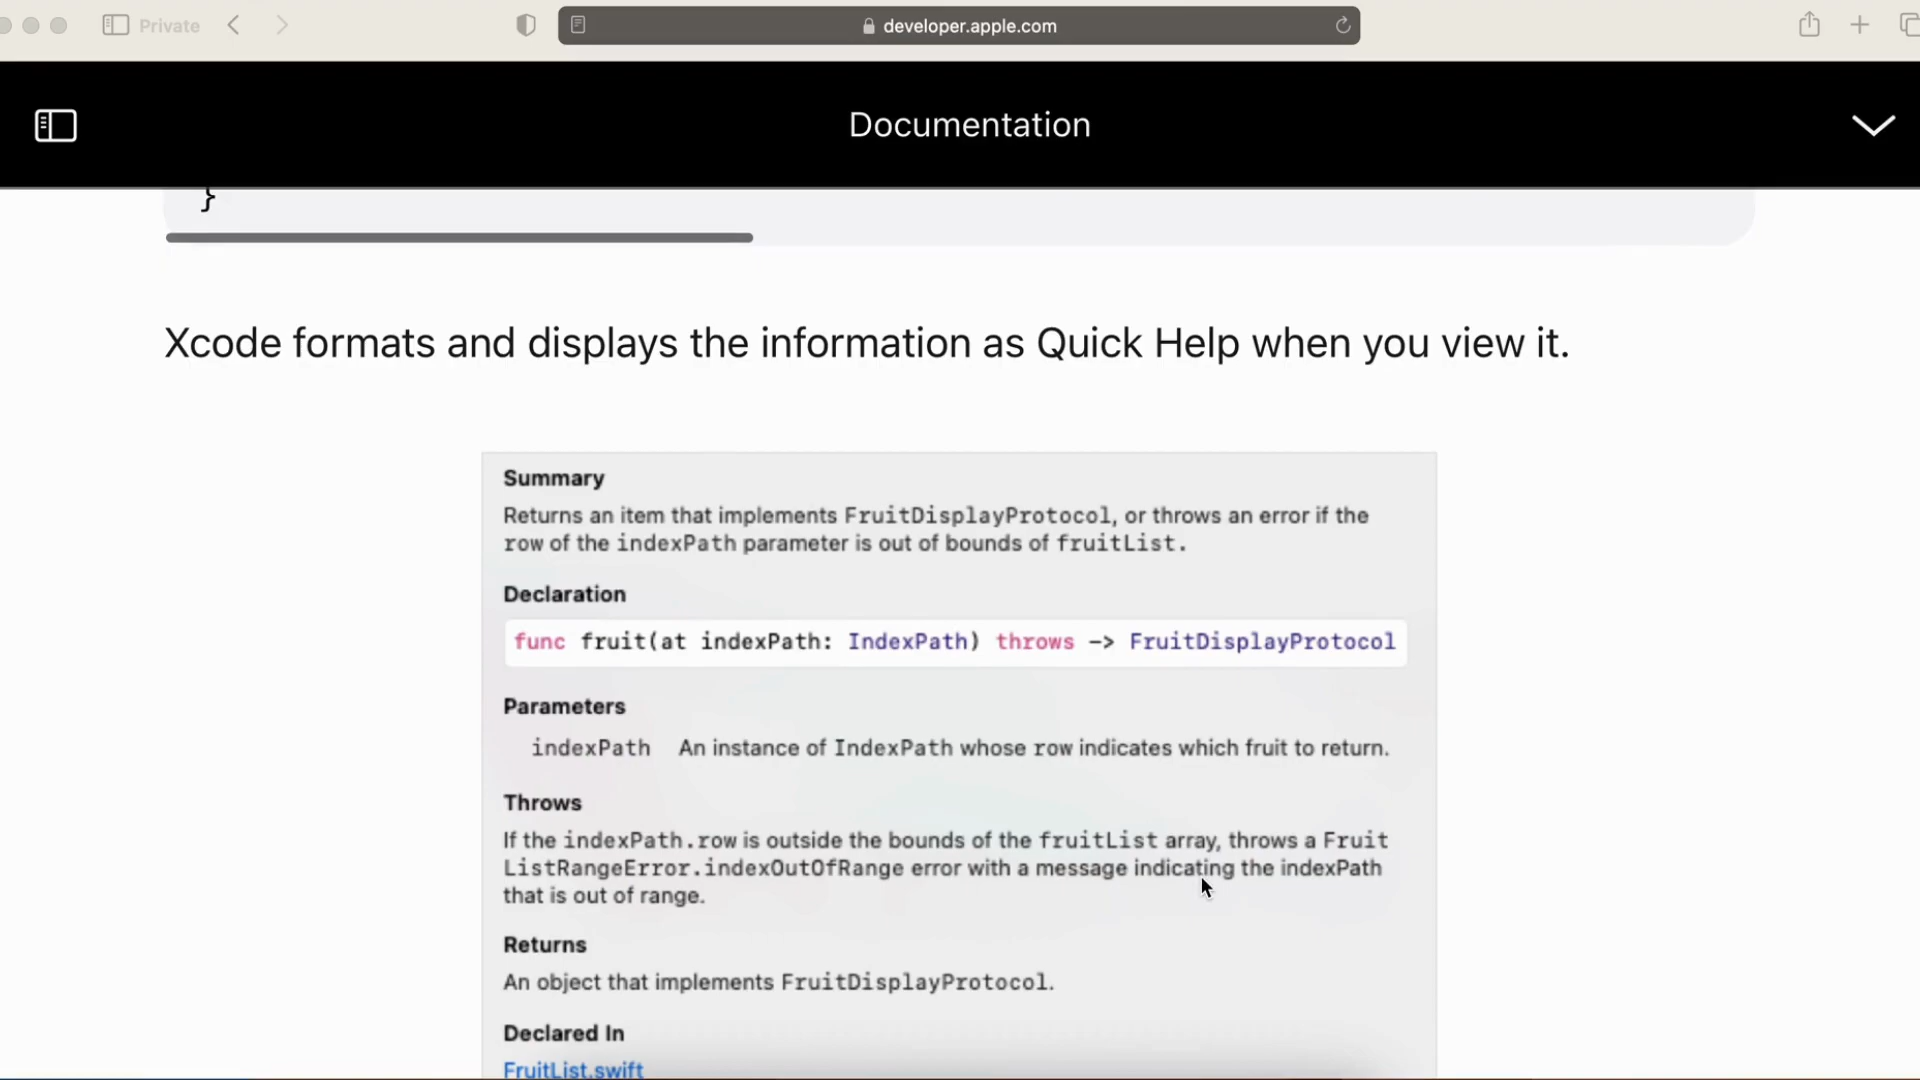 Private
developer.apple.com
Documentation
}
Xcode formats and displays the information as Quick Help when you view it.
Summary
Returns an item that implements FruitDisplayProtocol, or throws an error if the
row of the indexPath parameter is out of bounds of fruitList.
Declaration
func fruit(at indexPath: IndexPath) throws -> FruitDisplayProtocol
Parameters
indexPath An instance of IndexPath whose row indicates which fruit to return.
Throws
If the indexPath.row is outside the bounds of the fruitList array, throws a Fruit
ListRangeError.indexOutOfRange error with a message indicating the indexPath
that is out of range.
Returns
An object that implements FruitDisplayProtocol.
Declared In
FruitList.swift